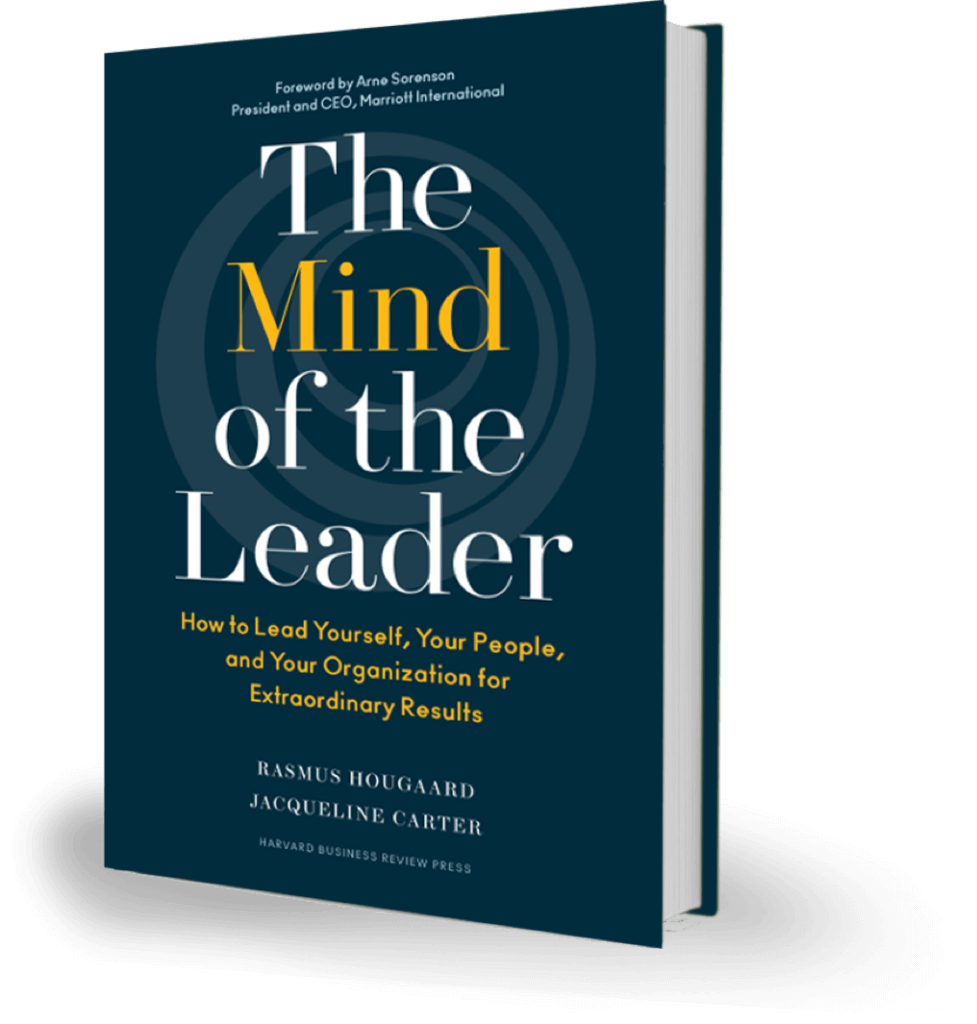 Foreword by Arne Sorenson
President and CEO, Marriott International
The
Mind
of the
Leader
How to Lead Yourself, Your People,
and Your Organization for
Extraordinary Results
RASMUS HOUGAARD
JACQUELINE CARTER
HARVARD BUSINESS REVIEW PRESS